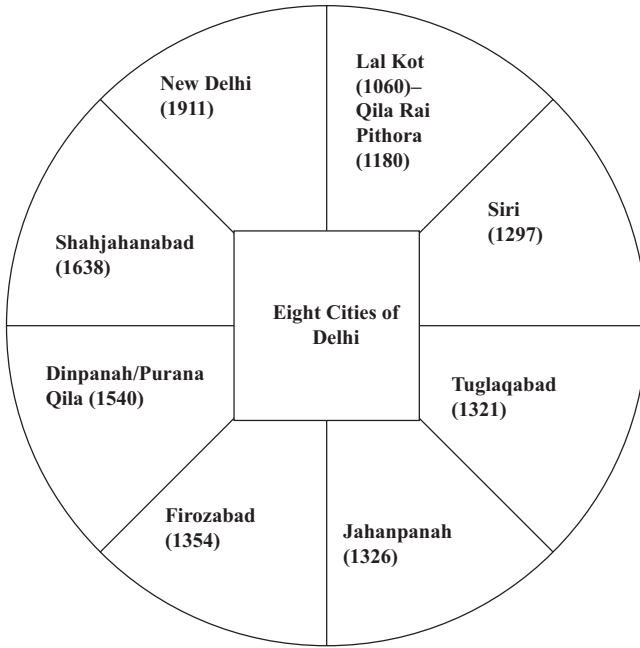 Eight Cities of
Delhi
Lal Kot
(1060)–
Qila Rai
Pithora
(1180)
Siri
(1297)
Tuglaqabad
(1321)
Jahanpanah
(1326)
Firozabad
(1354)
Dinpanah/Purana
Qila (1540)
Shahjahanabad
(1638)
New Delhi
(1911)